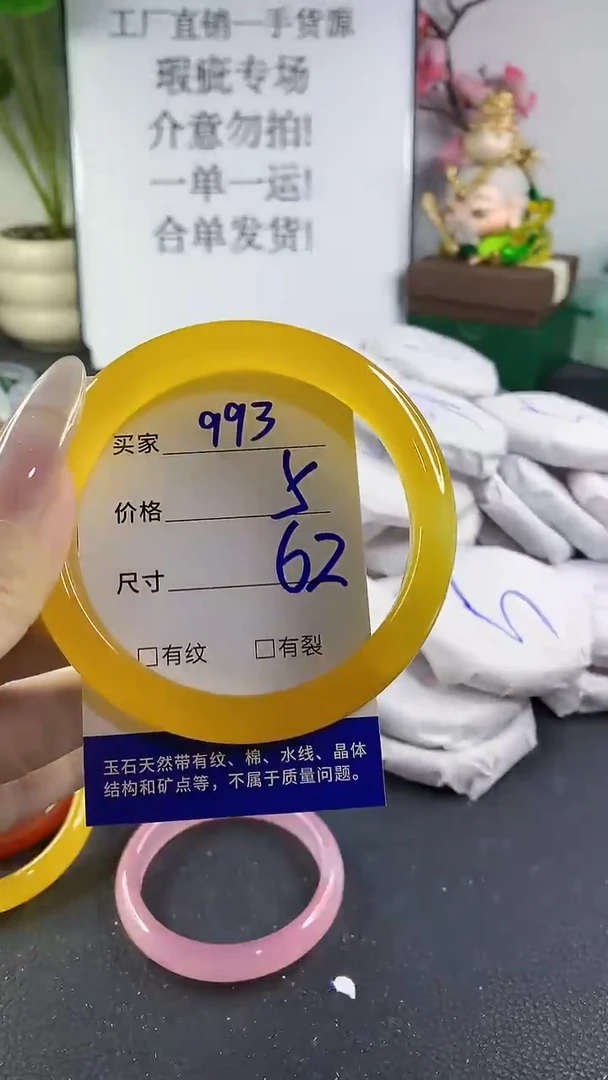 工厂直销一手货源
瑕疵专场
介意勿拍!
一单一运!
合单发货!
买家 993
价格 5
尺寸 62
□有纹 □有裂
玉石天然带有纹、棉、水线、晶体
结构和矿点等，不属于质量问题。
5